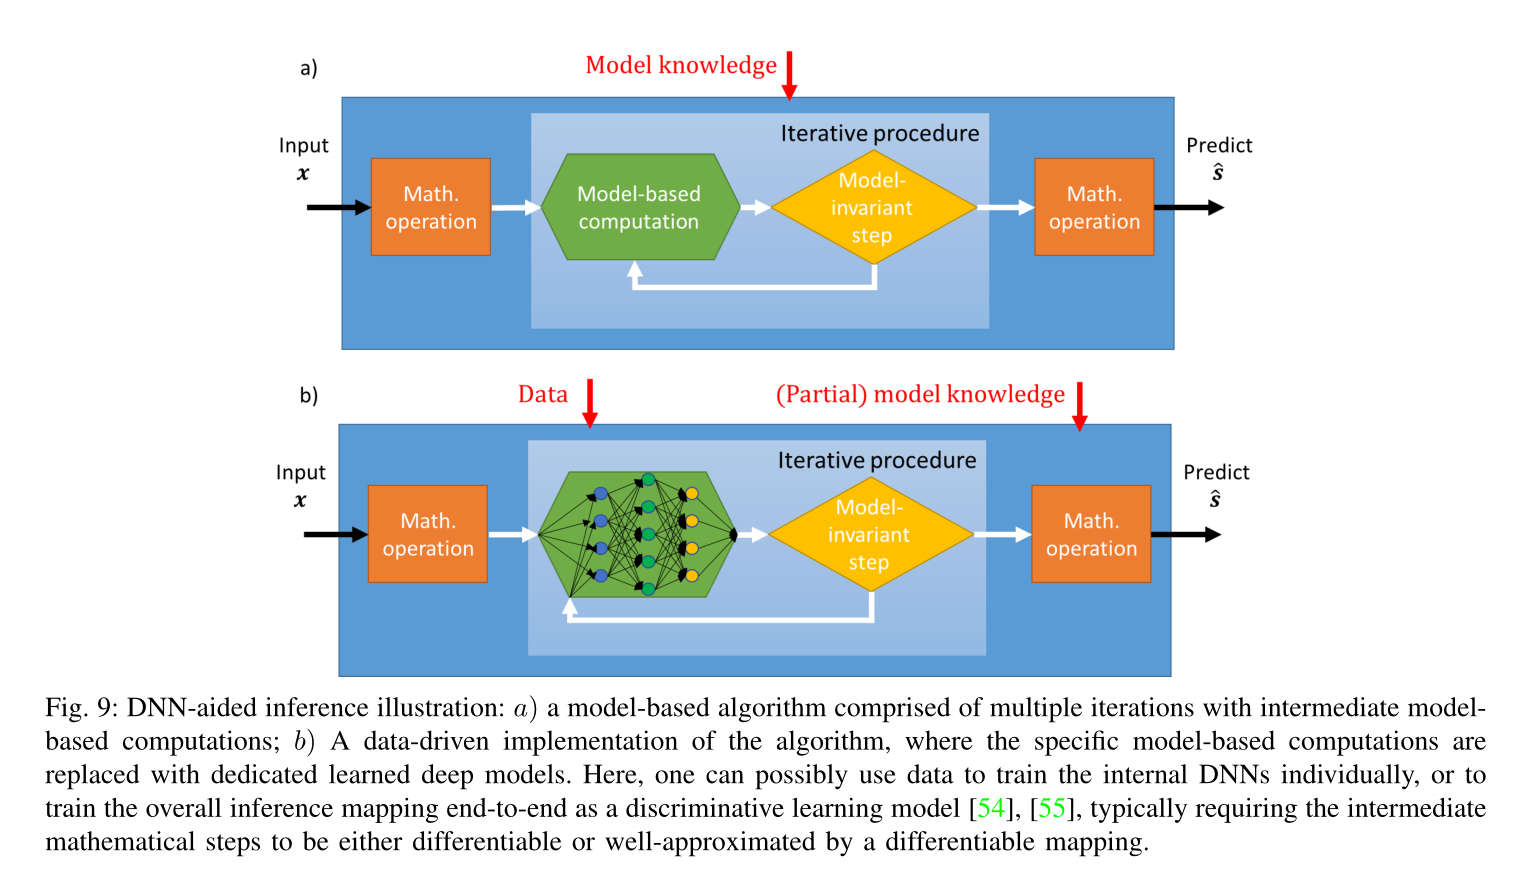 a)
Model knowledge
Iterative procedure
Input
x
Math.
operation
Model-based
computation
Model-
invariant
step
Math.
operation
Predict
ŝ
b)
Data
(Partial) model knowledge
Iterative procedure
Input
x
Math.
operation
Model-
invariant
step
Math.
operation
Predict
ŝ
Fig. 9: DNN-aided inference illustration: a) a model-based algorithm comprised of multiple iterations with intermediate model-
based computations; b) A data-driven implementation of the algorithm, where the specific model-based computations are
replaced with dedicated learned deep models. Here, one can possibly use data to train the internal DNNs individually, or to
train the overall inference mapping end-to-end as a discriminative learning model [54], [55], typically requiring the intermediate
mathematical steps to be either differentiable or well-approximated by a differentiable mapping.